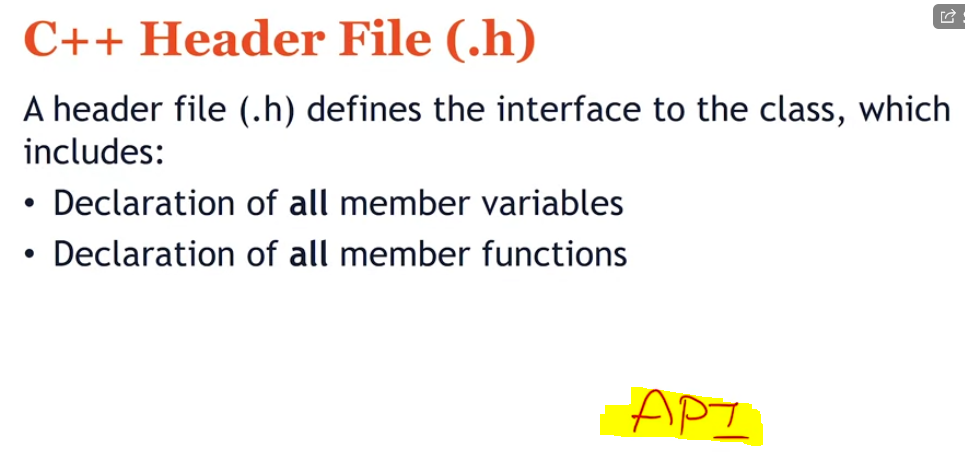 C++ Header File (.h)
A header file (.h) defines the interface to the class, which
includes:
• Declaration of all member variables
• Declaration of all member functions
API